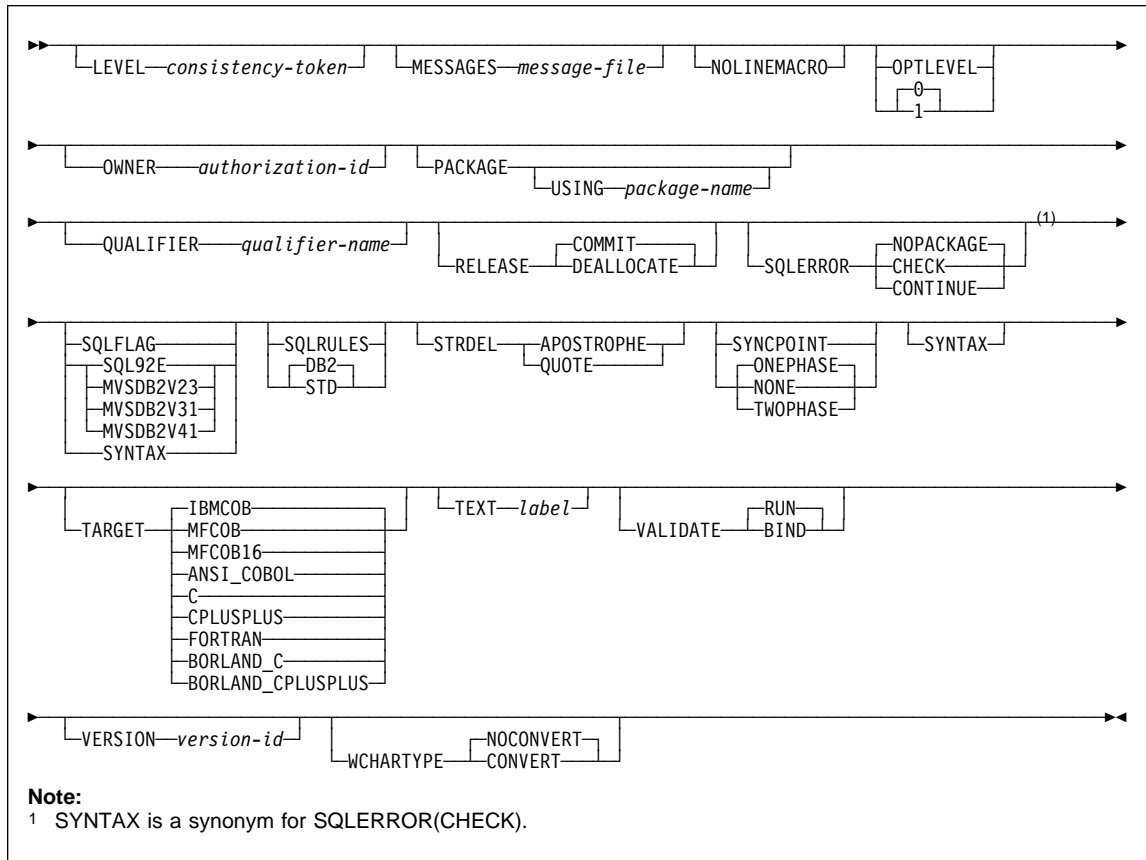 LEVEL consistency-token MESSAGES message-file NOLINEMACRO OPTLEVEL
0
1
OWNER authorization-id PACKAGE
USING package-name
(1)
QUALIFIER qualifier-name COMMIT NOPACKAGE
RELEASE DEALLOCATE SQLERROR CHECK
CONTINUE
SQLFLAG SQLRULES STRDEL APOSTROPHE SYNCPOINT SYNTAX
SQL92E DB2 QUOTE ONEPHASE
MVSDB2V23 STD NONE
MVSDB2V31 TWOPHASE
MVSDB2V41
SYNTAX
IBMCOB TEXT label RUN
TARGET MFCOB VALIDATE BIND
MFCOB16
ANSI_COBOL
C
CPLUSPLUS
FORTRAN
BORLAND_C
BORLAND_CPLUSPLUS
VERSION version-id NOCONVERT
WCHARTYPE CONVERT
Note:
1 SYNTAX is a synonym for SQLERROR(CHECK).